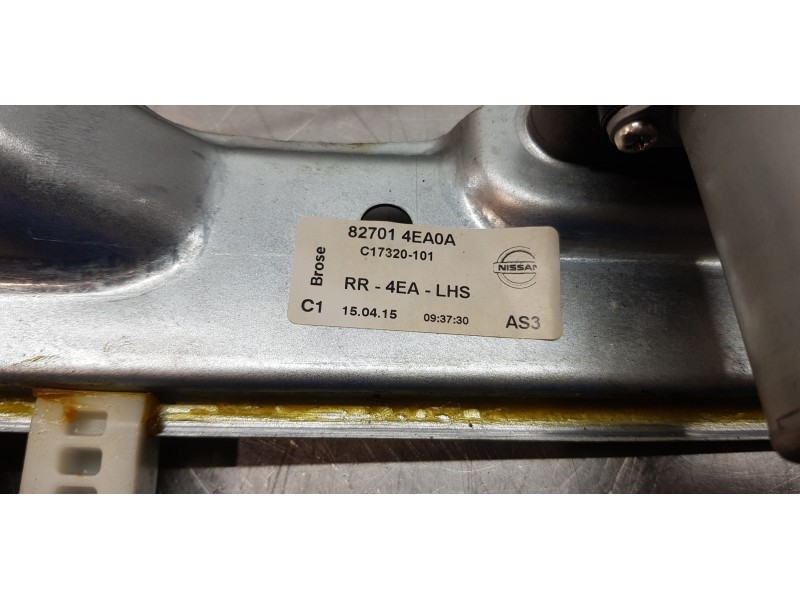 82701 4EA0A
C17320-101
Brose
NISSAN
RR - 4EA - LHS
C1 15.04.15 09:37:30 AS3